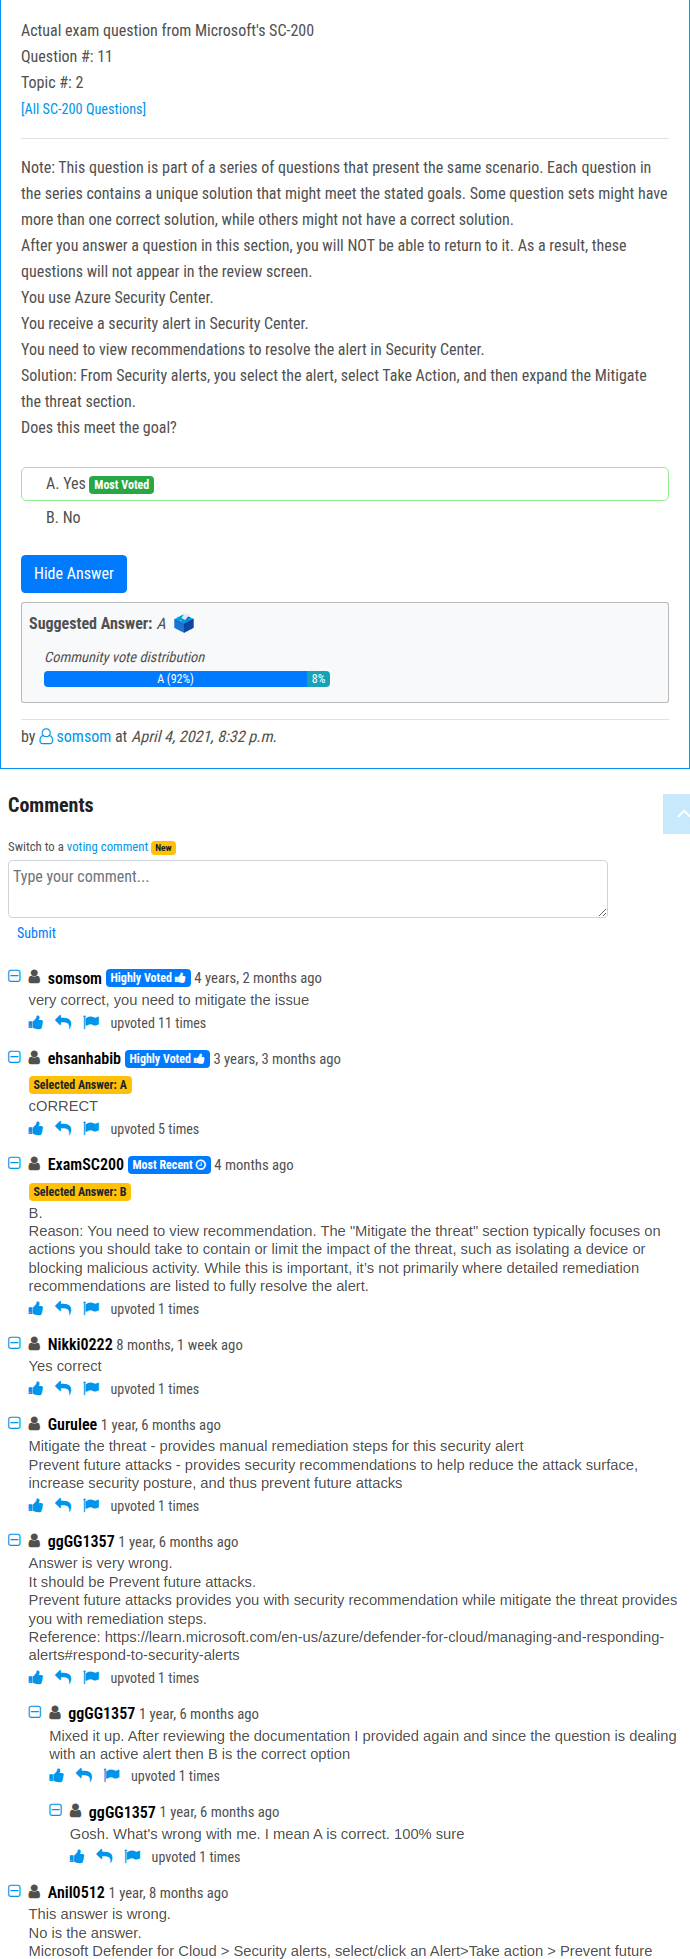 Actual exam question from Microsoft's SC-200
Question #: 11
Topic #: 2
[All SC-200 Questions]
Note: This question is part of a series of questions that present the same scenario. Each question in
the series contains a unique solution that might meet the stated goals. Some question sets might have
more than one correct solution, while others might not have a correct solution.
After you answer a question in this section, you will NOT be able to return to it. As a result, these
questions will not appear in the review screen.
You use Azure Security Center.
You receive a security alert in Security Center.
You need to view recommendations to resolve the alert in Security Center.
Solution: From Security alerts, you select the alert, select Take Action, and then expand the Mitigate
the threat section.
Does this meet the goal?
A. Yes Most Voted
B. No
Hide Answer
Suggested Answer: A
Community vote distribution
A (92%) 8%
by somsom at April 4, 2021, 8:32 p.m.
Comments
Switch to a voting comment New
Type your comment...
Submit
somsom Highly Voted 4 years, 2 months ago
very correct, you need to mitigate the issue
upvoted 11 times
ehsanhabib Highly Voted 3 years, 3 months ago
Selected Answer: A
cORRECT
upvoted 5 times
ExamSC200 Most Recent 4 months ago
Selected Answer: B
B.
Reason: You need to view recommendation. The "Mitigate the threat" section typically focuses on
actions you should take to contain or limit the impact of the threat, such as isolating a device or
blocking malicious activity. While this is important, it's not primarily where detailed remediation
recommendations are listed to fully resolve the alert.
upvoted 1 times
Nikki0222 8 months, 1 week ago
Yes correct
upvoted 1 times
Gurulee 1 year, 6 months ago
Mitigate the threat - provides manual remediation steps for this security alert
Prevent future attacks - provides security recommendations to help reduce the attack surface,
increase security posture, and thus prevent future attacks
upvoted 1 times
ggGG1357 1 year, 6 months ago
Answer is very wrong.
It should be Prevent future attacks.
Prevent future attacks provides you with security recommendation while mitigate the threat provides
you with remediation steps.
Reference: https://learn.microsoft.com/en-us/azure/defender-for-cloud/managing-and-responding-
alerts#respond-to-security-alerts
upvoted 1 times
ggGG1357 1 year, 6 months ago
Mixed it up. After reviewing the documentation I provided again and since the question is dealing
with an active alert then B is the correct option
upvoted 1 times
ggGG1357 1 year, 6 months ago
Gosh. What's wrong with me. I mean A is correct. 100% sure
upvoted 1 times
Anil0512 1 year, 8 months ago
This answer is wrong.
No is the answer.
Microsoft Defender for Cloud > Security alerts, select/click an Alert>Take action > Prevent future